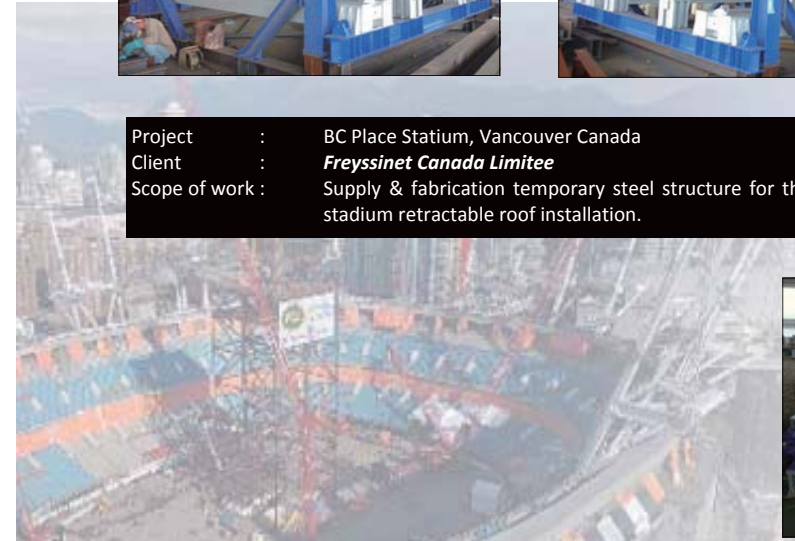 Project : BC Place Statium, Vancouver Canada
Client : Freyssinet Canada Limitee
Scope of work : Supply & fabrication temporary steel structure for
stadium retractable roof installation.